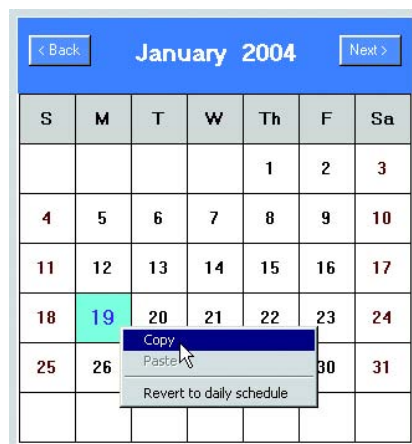 < Back January 2004 Next >
S M T W Th F Sa
1 2 3
4 5 6 7 8 9 10
11 12 13 14 15 16 17
18 19 20 21 22 23 24
Copy
25 26 Paste 30 31
Revert to daily schedule